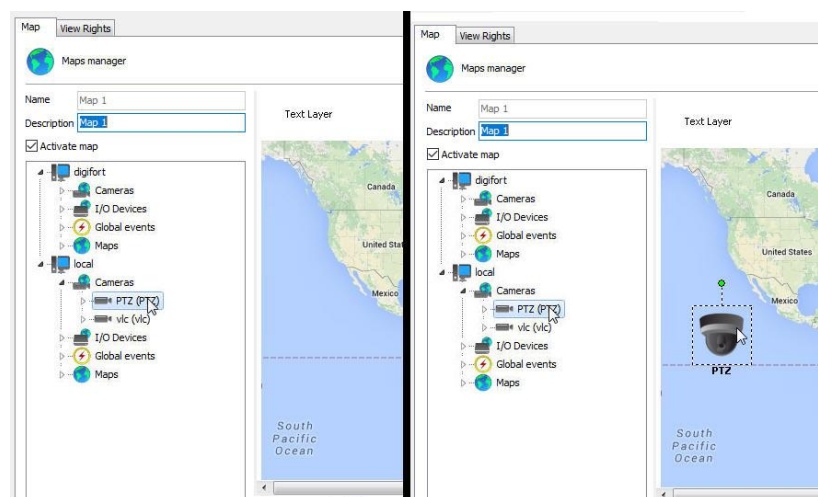 Map View Rights
Maps manager
Name Map 1
Description Map 1
Activate map
digifort
Cameras
I/O Devices
Global events
Maps
local
Cameras
PTZ (PTZ)
vlc (vlc)
I/O Devices
Global events
Maps
Text Layer
Canada
United Stat
Mexico
South
Pacific
Ocean
Map View Rights
Maps manager
Name Map 1
Description Map 1
Activate map
digifort
Cameras
I/O Devices
Global events
Maps
local
Cameras
PTZ (PTZ)
vlc (vlc)
I/O Devices
Global events
Maps
Text Layer
Canada
United States
Mexico
PTZ
South
Pacific
Ocean